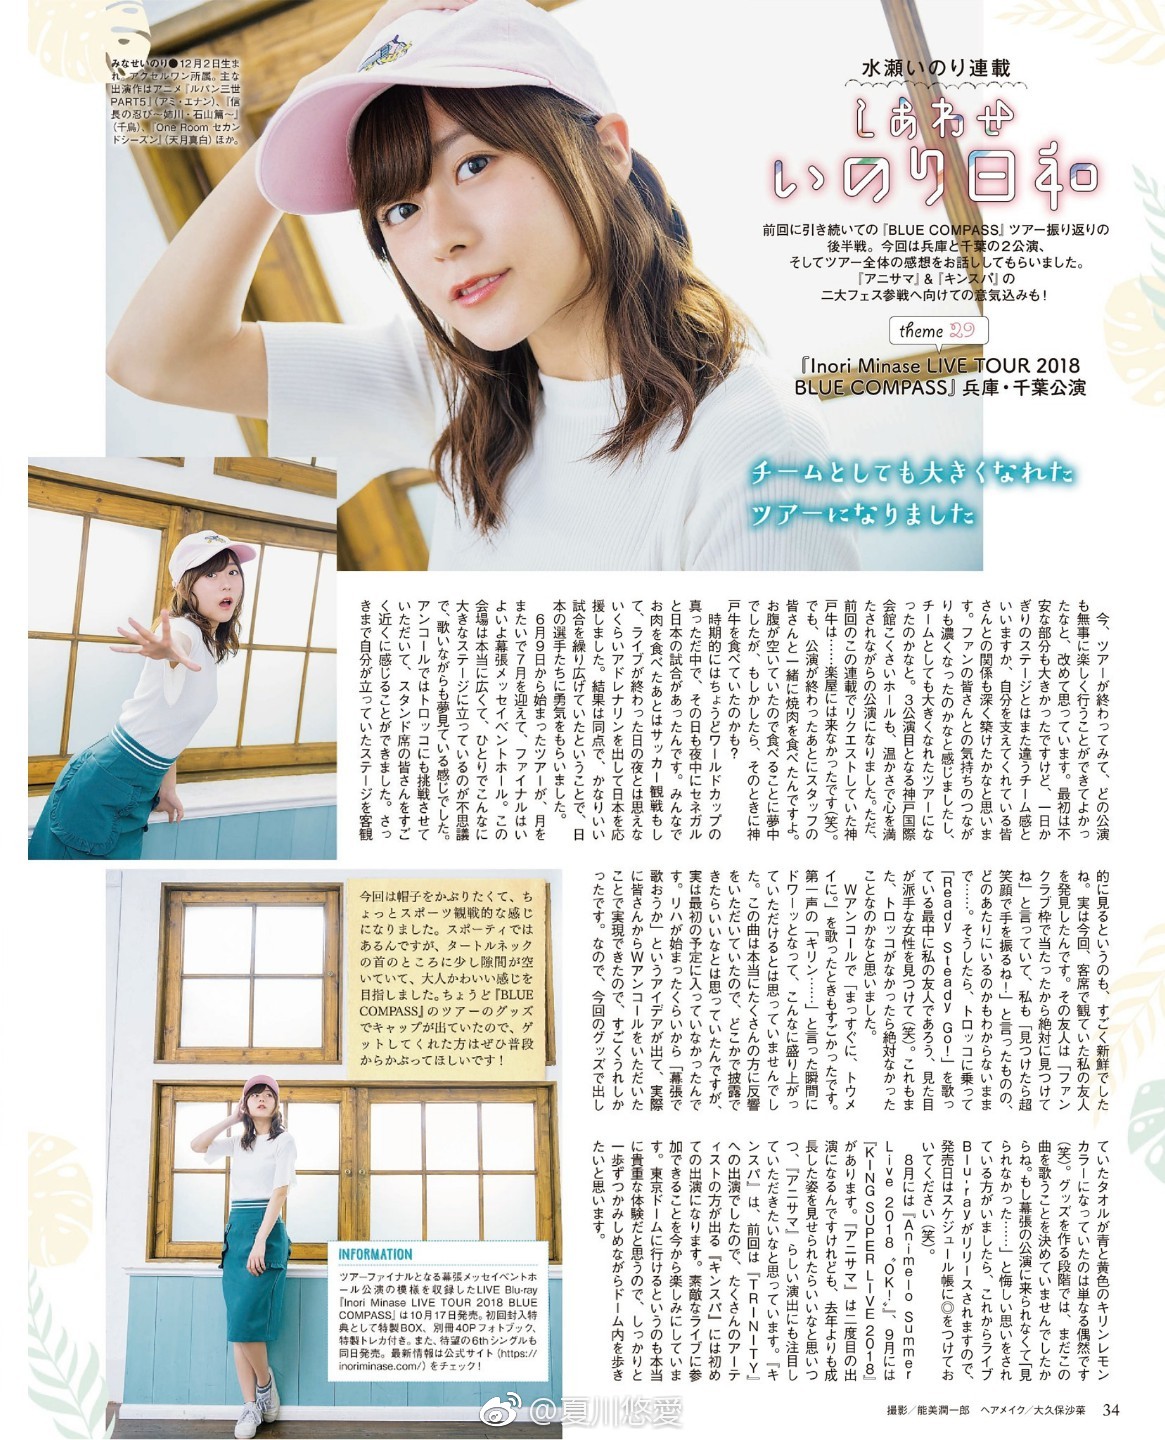 みなせいのり●12月2日生ま
れ。アクセルワン所属。主な
出演作はアニメ『ルパン三世
PART5』(アミ・エナン)、『信
長の忍び〜姉川・石山篇〜』
(千鳥)、『One Room セカン
ドシーズン』(天月真白)ほか。
水瀬いのり連載
しあわせ
いのり日和
前回に引き続いての『BLUE COMPASS』ツアー振り返りの
後半戦。今回は兵庫と千葉の2公演、
そしてツアー全体の感想をお話ししてもらいました。
『アニサマ』&『キンスパ』の
二大フェス参戦へ向けての意気込みも!
theme 29
『Inori Minase LIVE TOUR 2018
BLUE COMPASS』兵庫・千葉公演
チームとしても大きくなれた
ツアーになりました
今、ツアーが終わってみて、どの公演
も無事に楽しく行うことができてよかっ
たなと、改めて思っています。最初は不
安な部分も大きかったですけど、一日か
ぎりのステージとはまた違うチーム感と
いいますか、自分を支えてくれている皆
さんとの関係も深く築けたかなと思いま
す。ファンの皆さんとの気持ちのつなが
りも濃くなったのかなと感じましたし、
チームとしても大きくなれたツアーにな
ったのかなと。3公演目となる神戸国際
会館こくさいホールも、温かさで心を満
たされながらの公演になりました。ただ、
前回のこの連載でリクエストしていた神
戸牛は……楽屋には来なかったです(笑)。
でも、公演が終わったあとにスタッフの
皆さんと一緒に焼肉を食べたんですよ。
お腹が空いていたので食べることに夢中
でしたが、もしかしたら、そのときに神
戸牛を食べていたのかも?
時期的にはちょうどワールドカップの
真っただ中で、その日も夜中にセネガル
と日本の試合があったんです。みんなで
お肉を食べたあとはサッカー観戦もし
て、ライブが終わった日の夜とは思えな
いくらいアドレナリンを出して日本を応
援しました。結果は同点で、かなりいい
試合を繰り広げていたということで、日
本の選手たちに勇気をもらいました。
6月9日から始まったツアーが、月を
またいで7月を迎えて、ファイナルはい
よいよ幕張メッセイベントホール。この
会場は本当に広くて、ひとりでこんなに
大きなステージに立っているのが不思議
で、歌いながらも夢見ている感じでした。
アンコールではトロッコにも挑戦させて
いただいて、スタンド席の皆さんをすご
く近くに感じることができました。さっ
きまで自分が立っていたステージを客観
的に見るというのも、すごく新鮮でした
ね。実は今回、客席で観ていた私の友人
を発見したんです。その友人は「ファン
クラブ枠で当たったから絶対に見つけて
ね」と言っていて、私も「見つけたら超
笑顔で手を振るね!」と言ったものの、
どのあたりにいるのかもわからないまま
で……。そうしたら、トロッコに乗って
『Ready Steady Go!』を歌っ
ている最中に私の友人であろう、見た目
が派手な女性を見つけて(笑)。これもま
た、トロッコがなかったら絶対なかった
ことなのかなと思いました。
Wアンコールで「まっすぐに、トウメ
イに。」を歌ったときもすごかったです。
第一声の「キリン……」と言った瞬間に
ドワーッとなって、こんなに盛り上がっ
ていただけるとは思っていませんでし
た。この曲は本当にたくさんの方に反響
をいただいていたので、どこかで披露で
きたらいいなとは思っていたんですが、
実は最初の予定に入っていなかったんで
す。リハが始まったくらいから「幕張で
歌おうか」というアイデアが出て、実際
に皆さんからWアンコールをいただいた
ことで実現できたので、すごくうれしか
ったです。なので、今回のグッズで出し
ていたタオルが青と黄色のキリンレモン
カラーになっていたのは単なる偶然です
(笑)。グッズを作る段階では、まだこの
曲を歌うことを決めていませんでしたか
らね。もし幕張の公演に来られなくて「見
られなかった……」と悔しい思いをされ
ている方がいましたら、これからライブ
Blu-rayがリリースされますので、
発売日はスケジュール帳に◎をつけてお
いてください(笑)。
8月には『Animelo Summer
Live 2018 “OK!”』、9月には
『KING SUPER LIVE 2018』
があります。『アニサマ』は二度目の出
演になるんですけれども、去年よりも成
長した姿を見せられたらいいなと思いつ
つ、『アニサマ』らしい演出にも注目し
ていただきたいなと思っています。『キ
ンスパ』は、前回は『TRINITY』
への出演でしたので、たくさんのアーテ
ィストの方が出る『キンスパ』には初め
ての出演になります。素敵なライブに参
加できることを今から楽しみにしていま
す。東京ドームに行けるというのも本当
に貴重な体験だと思うので、しっかりと
一歩ずつかみしめながらドーム内を歩き
たいと思います。
今回は帽子をかぶりたくて、ち
ょっとスポーツ観戦的な感じ
になりました。スポーティでは
あるんですが、タートルネック
の首のところに少し隙間が空
いていて、大人かわいい感じを
目指しました。ちょうど『BLUE
COMPASS』のツアーのグッズ
でキャップが出ていたので、ゲ
ットしてくれた方はぜひ普段
からかぶってほしいです!
INFORMATION
ツアーファイナルとなる幕張メッセイベントホ
ール公演の模様を収録したLIVE Blu-ray
『Inori Minase LIVE TOUR 2018 BLUE
COMPASS』は10月17日発売。初回封入特
典として特製BOX、別冊40Pフォトブック、
特製トレカ付き。また、待望の6thシングルも
同日発売。最新情報は公式サイト(https://
inoriminase.com/)をチェック!
@夏川悠愛
撮影/能美潤一郎 ヘアメイク/大久保沙菜 34